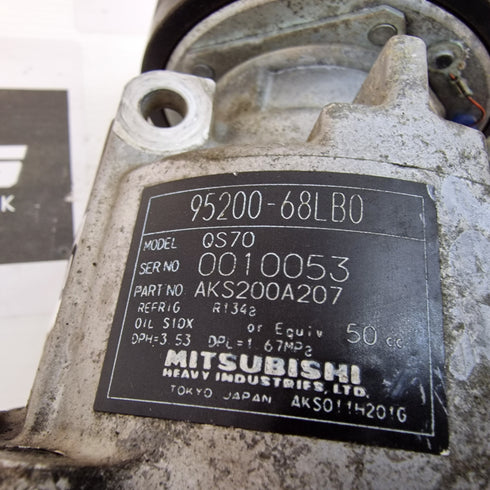 95200-68LB0
MODEL QS70
SER NO 0010053
PART NO. AKS200A207
REFRIG R134a
OIL S10X or Equiv 50 cc
DPH=3.53 DPL=1.67MPa
MITSUBISHI
HEAVY INDUSTRIES, LTD.
TOKYO JAPAN AKS011H201G
K